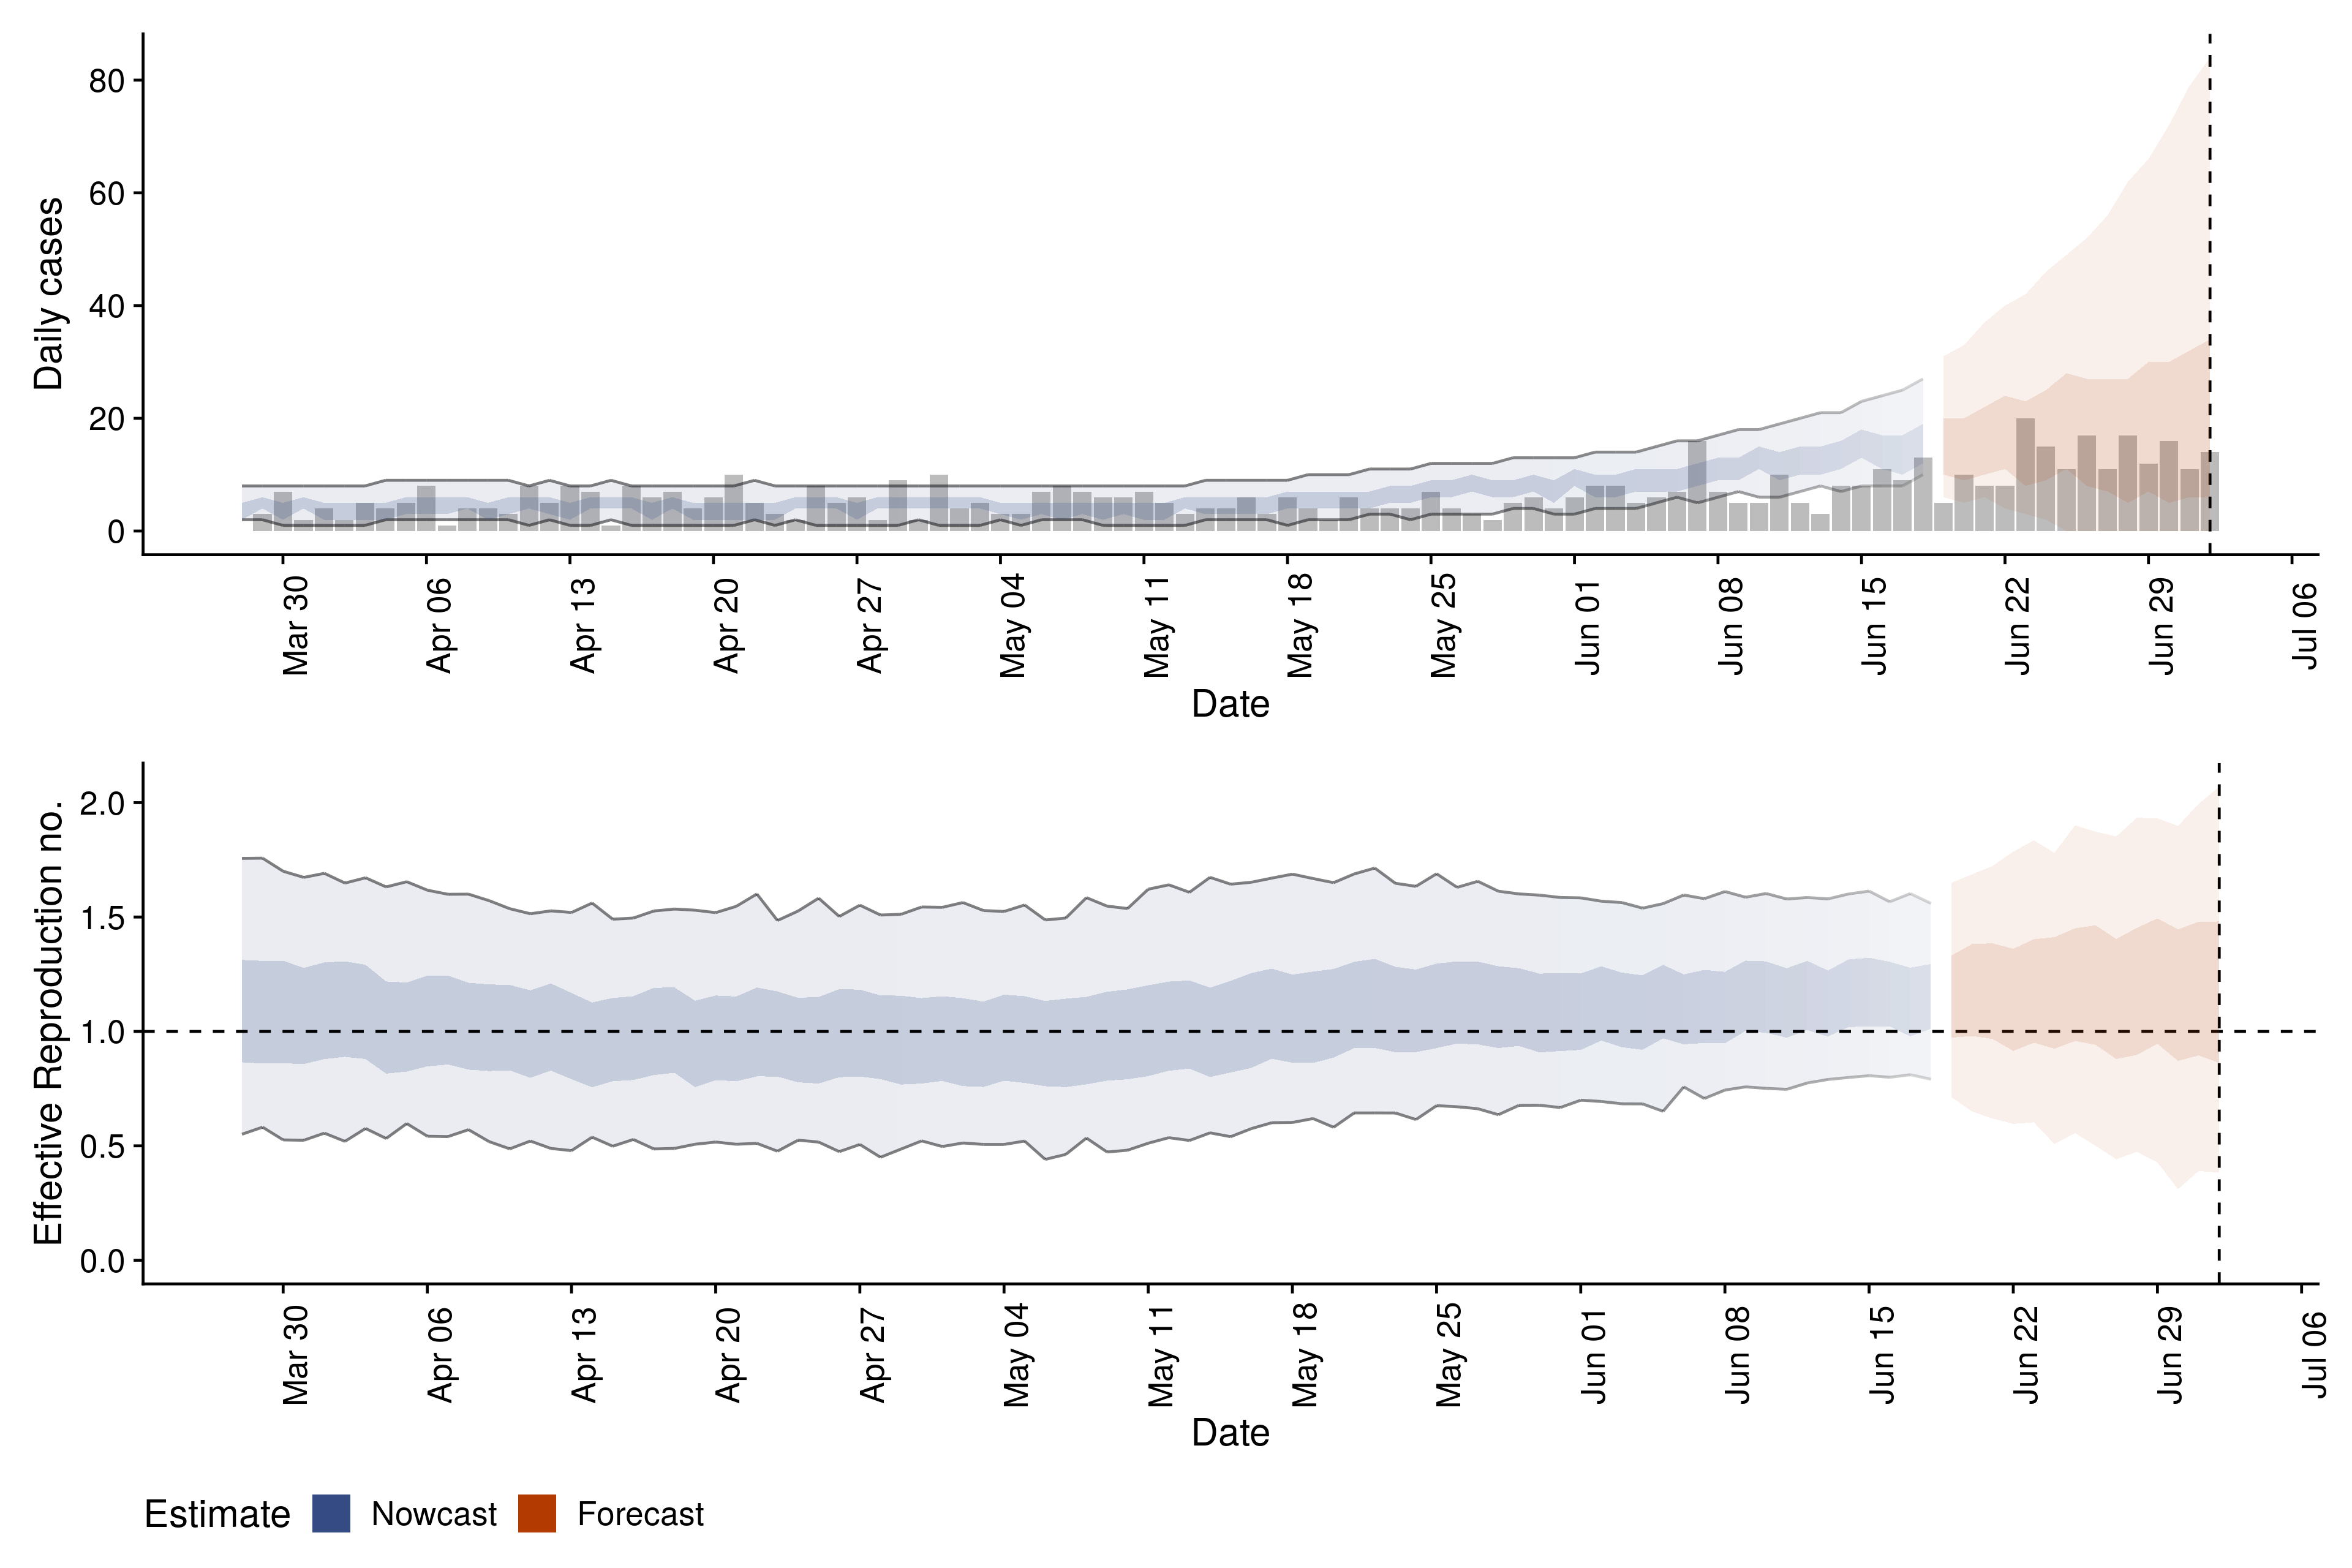 80
60
40
20
0
Daily cases
Mar 30
Apr 06
Apr 13
Apr 20
Apr 27
May 04
May 11
May 18
May 25
Jun 01
Jun 08
Jun 15
Jun 22
Jun 29
Jul 06
Date
2.0
1.5
1.0
0.5
0.0
Effective Reproduction no.
Mar 30
Apr 06
Apr 13
Apr 20
Apr 27
May 04
May 11
May 18
May 25
Jun 01
Jun 08
Jun 15
Jun 22
Jun 29
Jul 06
Date
Estimate Nowcast Forecast